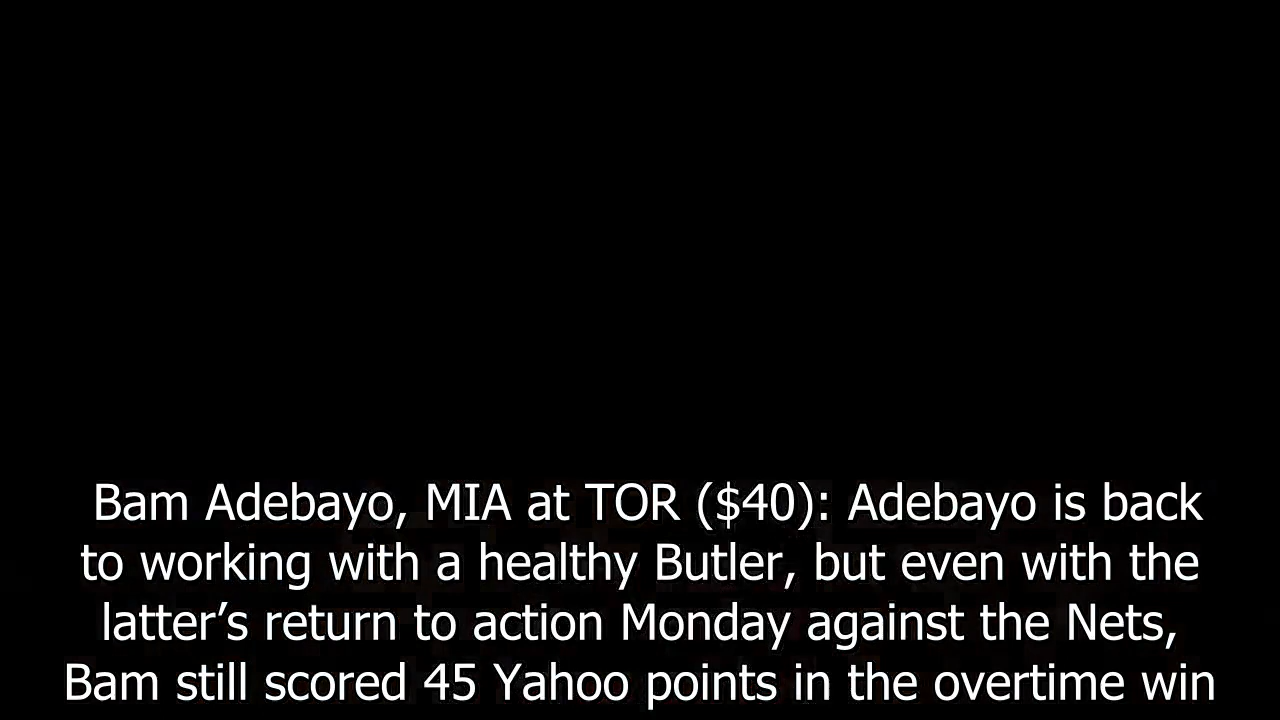 Bam Adebayo, MIA at TOR ($40): Adebayo is back
to working with a healthy Butler, but even with the
latter’s return to action Monday against the Nets,
Bam still scored 45 Yahoo points in the overtime win